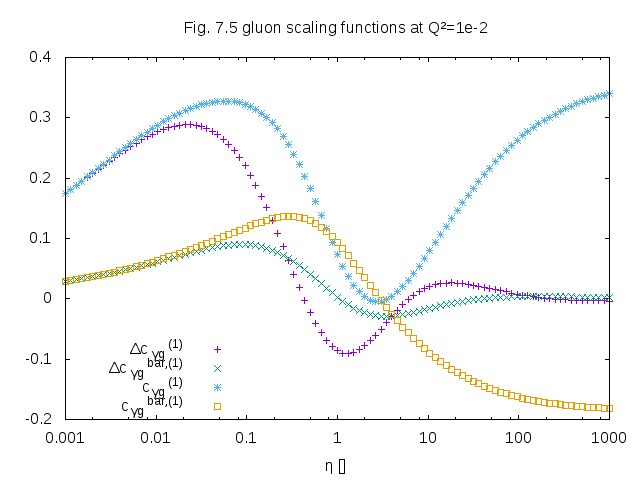 Fig. 7.5 gluon scaling functions at Q²=1e-2
0.4
0.3
0.2
0.1
0
-0.1
-0.2
Δc γg (1)
Δc γg bar,(1)
c γg (1)
c γg bar,(1)
0.001 0.01 0.1 1 10 100 1000
η []